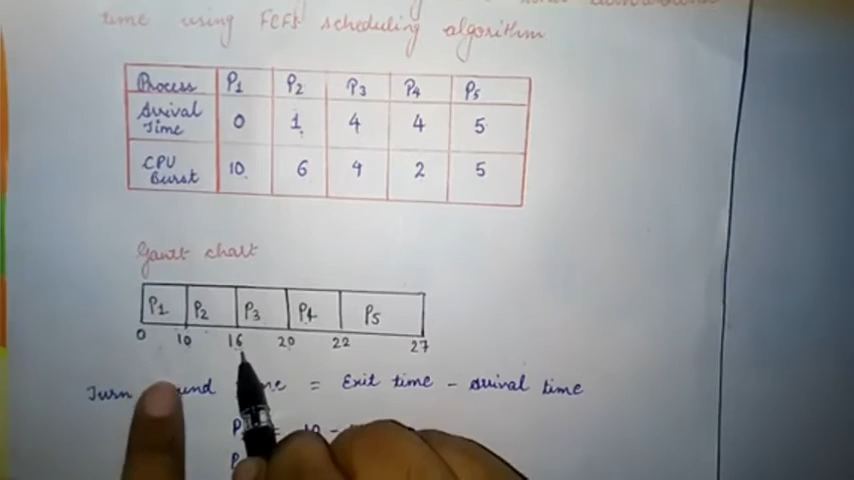 time using FCFS scheduling algorithm
Process P1 P2 P3 P4 P5
Arrival Time 0 1 4 4 5
CPU Burst 10 6 4 2 5
Gantt chart
P1 P2 P3 P4 P5
0 10 16 20 22 27
Turn = Exit time - Arrival time